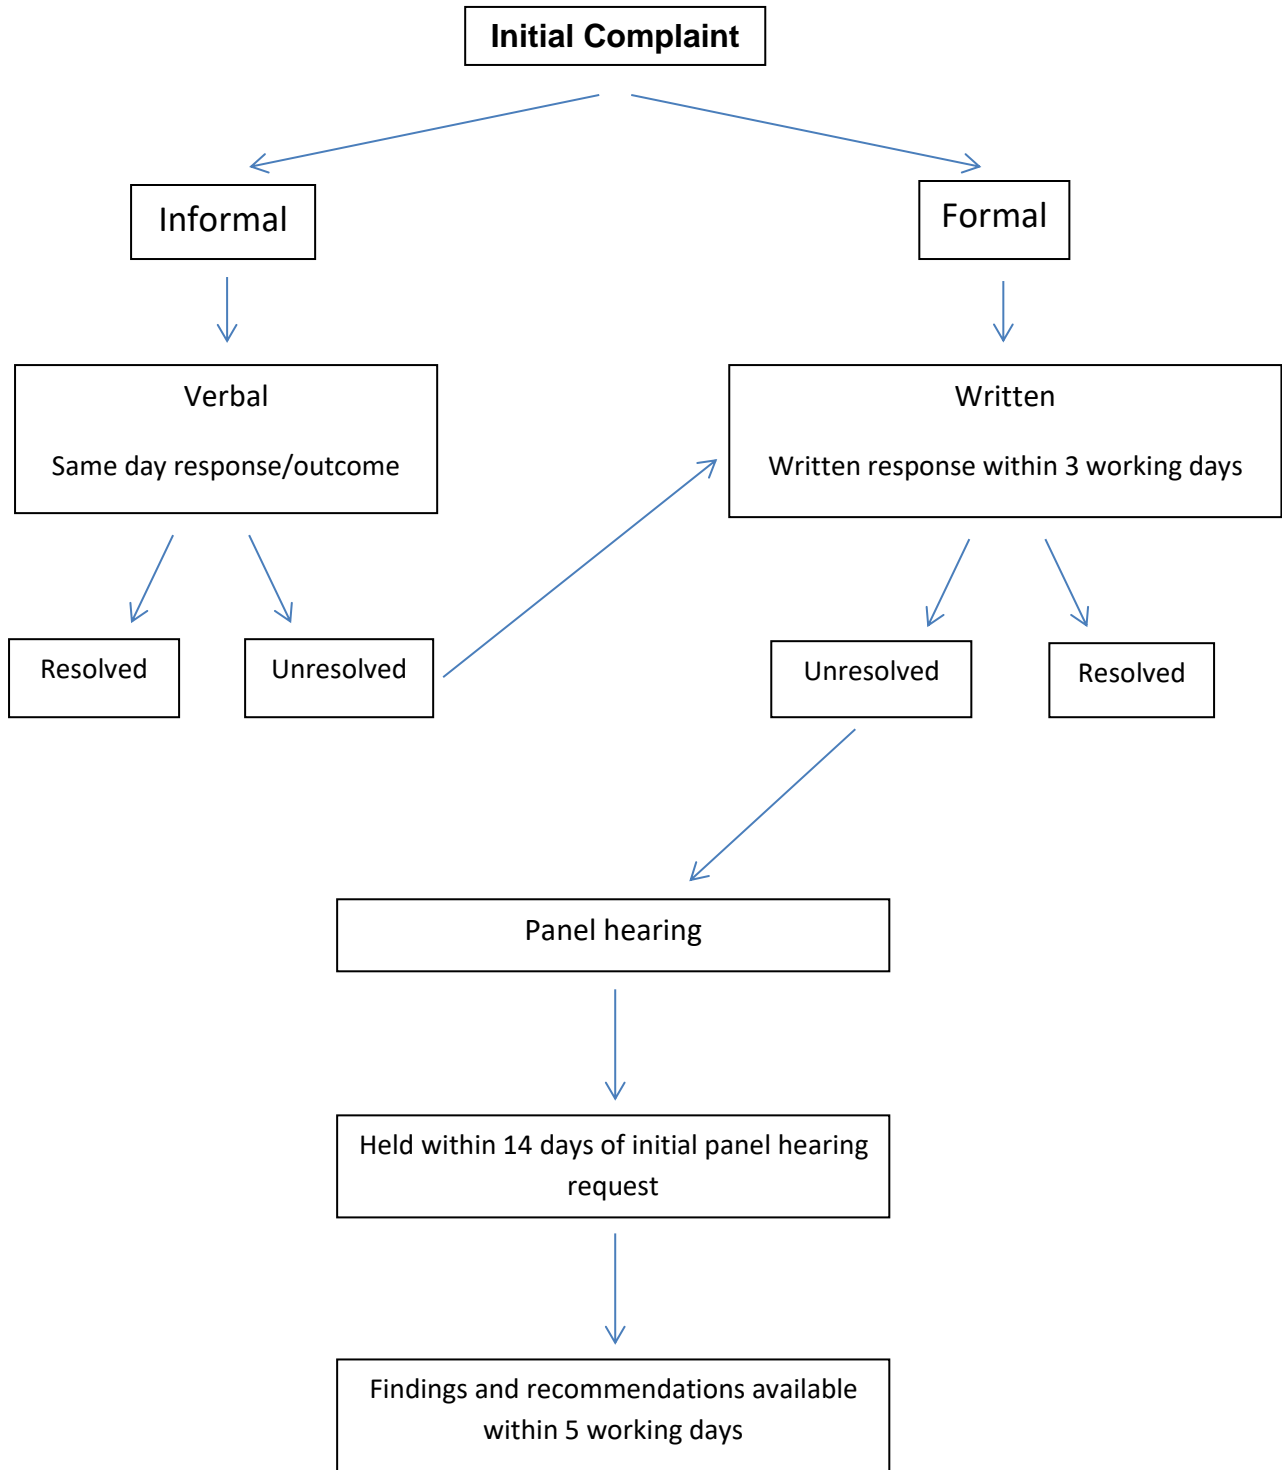 Initial Complaint
Informal
Formal
Verbal
Same day response/outcome
Written
Written response within 3 working days
Resolved
Unresolved
Unresolved
Resolved
Panel hearing
Held within 14 days of initial panel hearing
request
Findings and recommendations available
within 5 working days